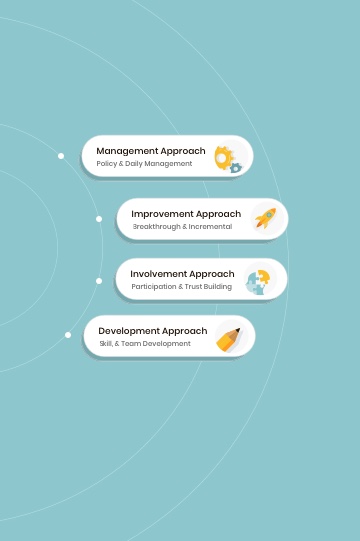 Management Approach
Policy & Daily Management
Improvement Approach
Breakthrough & Incremental
Involvement Approach
Participation & Trust Building
Development Approach
Skill, & Team Development